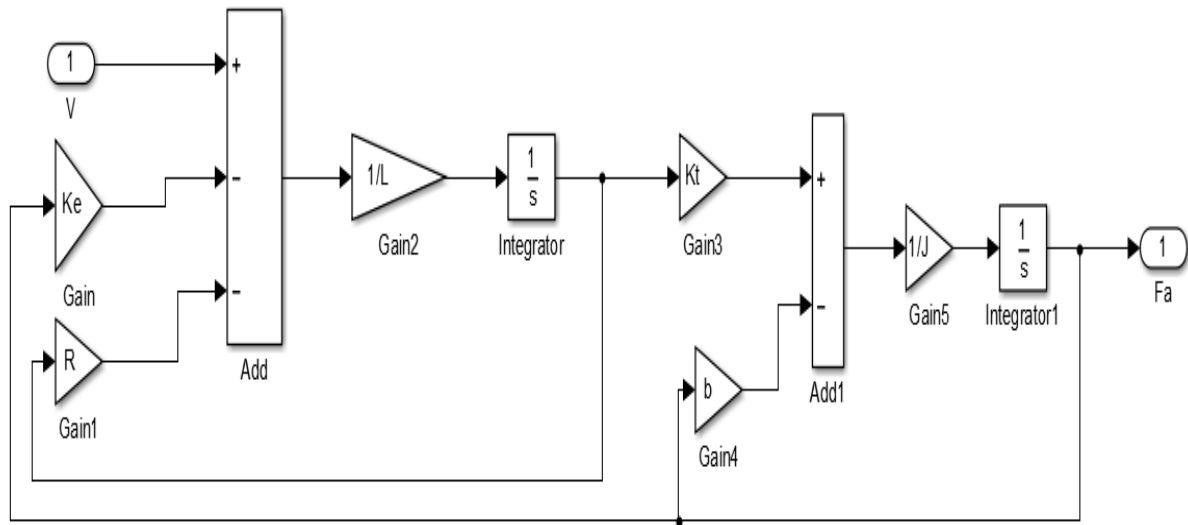 1
V
+
Ke
-
Gain
R
-
Gain1
Add
1/L
Gain2
1
s
Integrator
Kt
Gain3
+
-
b
Gain4
Add1
1/J
Gain5
1
s
Integrator1
1
Fa